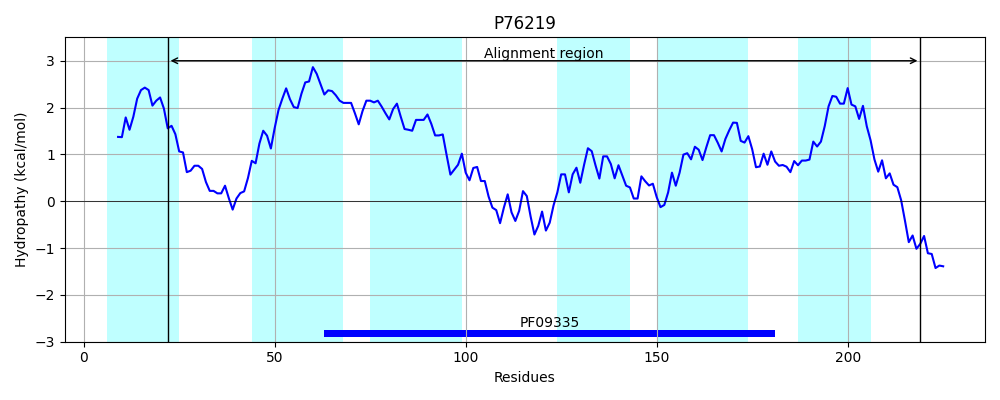 P76219
Alignment region
3
2
1
0
−1
−2
−3
Hydropathy (kcal/mol)
PF09335
0
50
100
150
200
Residues